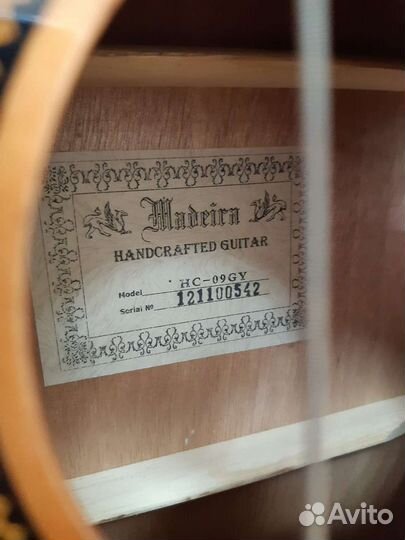 Madeira
HANDCRAFTED GUITAR
Model HC-09GY
Serial № 121100542
Avito